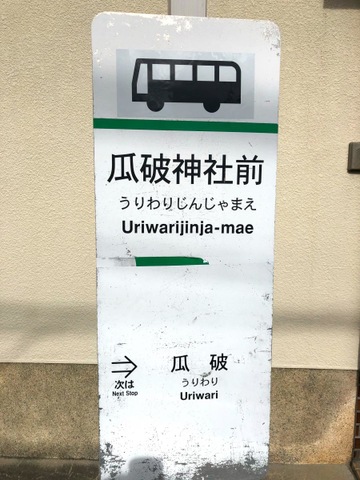 瓜破神社前
うりわりじんじゃまえ
Uriwarijinja-mae
瓜破
うりわり
Uriwari
次は
Next Stop